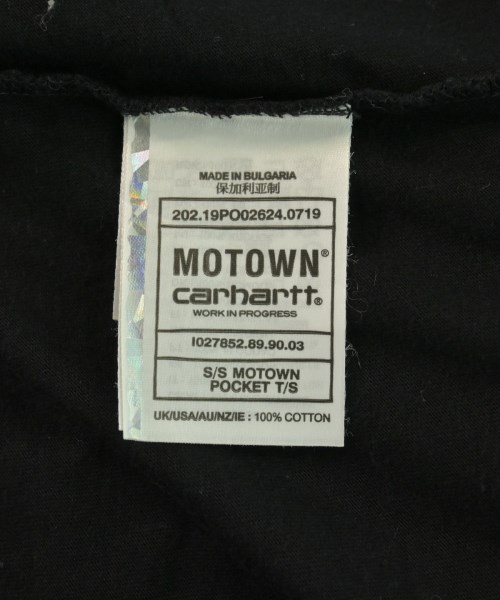 MADE IN BULGARIA
保加利亚制
202.19PO02624.0719
MOTOWN®
carhartt®
WORK IN PROGRESS
I027852.89.90.03
S/S MOTOWN
POCKET T/S
UK/USA/AU/NZ/IE : 100% COTTON